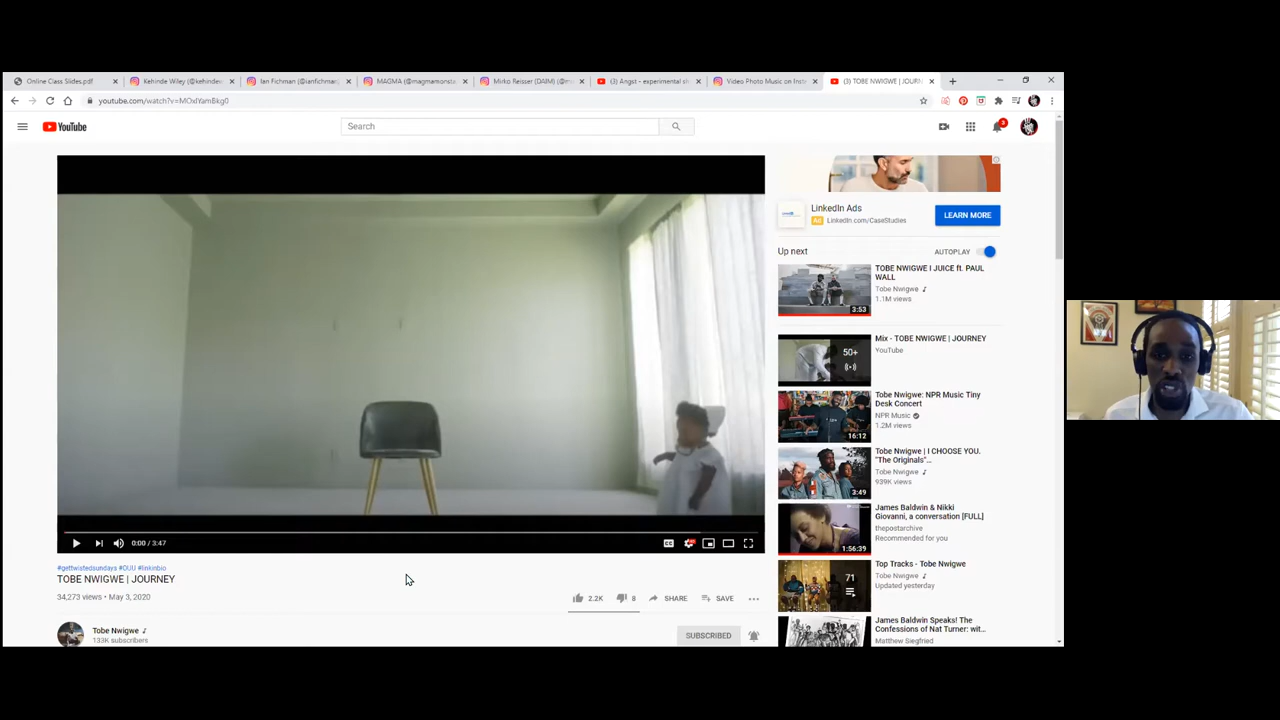 Online Class Slides.pdf
Kehinde Wiley (@kehinde
Ian Fichman (@ianfichman
MAGMA (@magmamonst
Mirko Reisser (DAIM) (@m
(3) Angst - experimental sh
Video Photo Music on Inst
(3) TOBE NWIGWE | JOUR
youtube.com/watch?v=MOxIYam8kg0
YouTube
Search
3
LinkedIn Ads
Ad LinkedIn.com/CaseStudies
LEARN MORE
Up next
AUTOPLAY
TOBE NWIGWE I JUICE ft. PAUL
WALL
Tobe Nwigwe
1.1M views
3:53
Mix - TOBE NWIGWE | JOURNEY
YouTube
50+
Tobe Nwigwe: NPR Music Tiny
Desk Concert
NPR Music
1.2M views
16:12
Tobe Nwigwe | I CHOOSE YOU.
"The Originals"...
Tobe Nwigwe
939K views
3:49
James Baldwin & Nikki
Giovanni, a conversation [FULL]
thepostarchive
Recommended for you
1:56:39
Top Tracks - Tobe Nwigwe
Tobe Nwigwe
Updated yesterday
71
James Baldwin Speaks! The
Confessions of Nat Turner: wit...
Matthew Siegfried
0:00 / 3:47
CC
#gettwistedsundays #OUU #linkinbio
TOBE NWIGWE | JOURNEY
34,273 views • May 3, 2020
2.2K
8
SHARE
SAVE
Tobe Nwigwe
133K subscribers
SUBSCRIBED